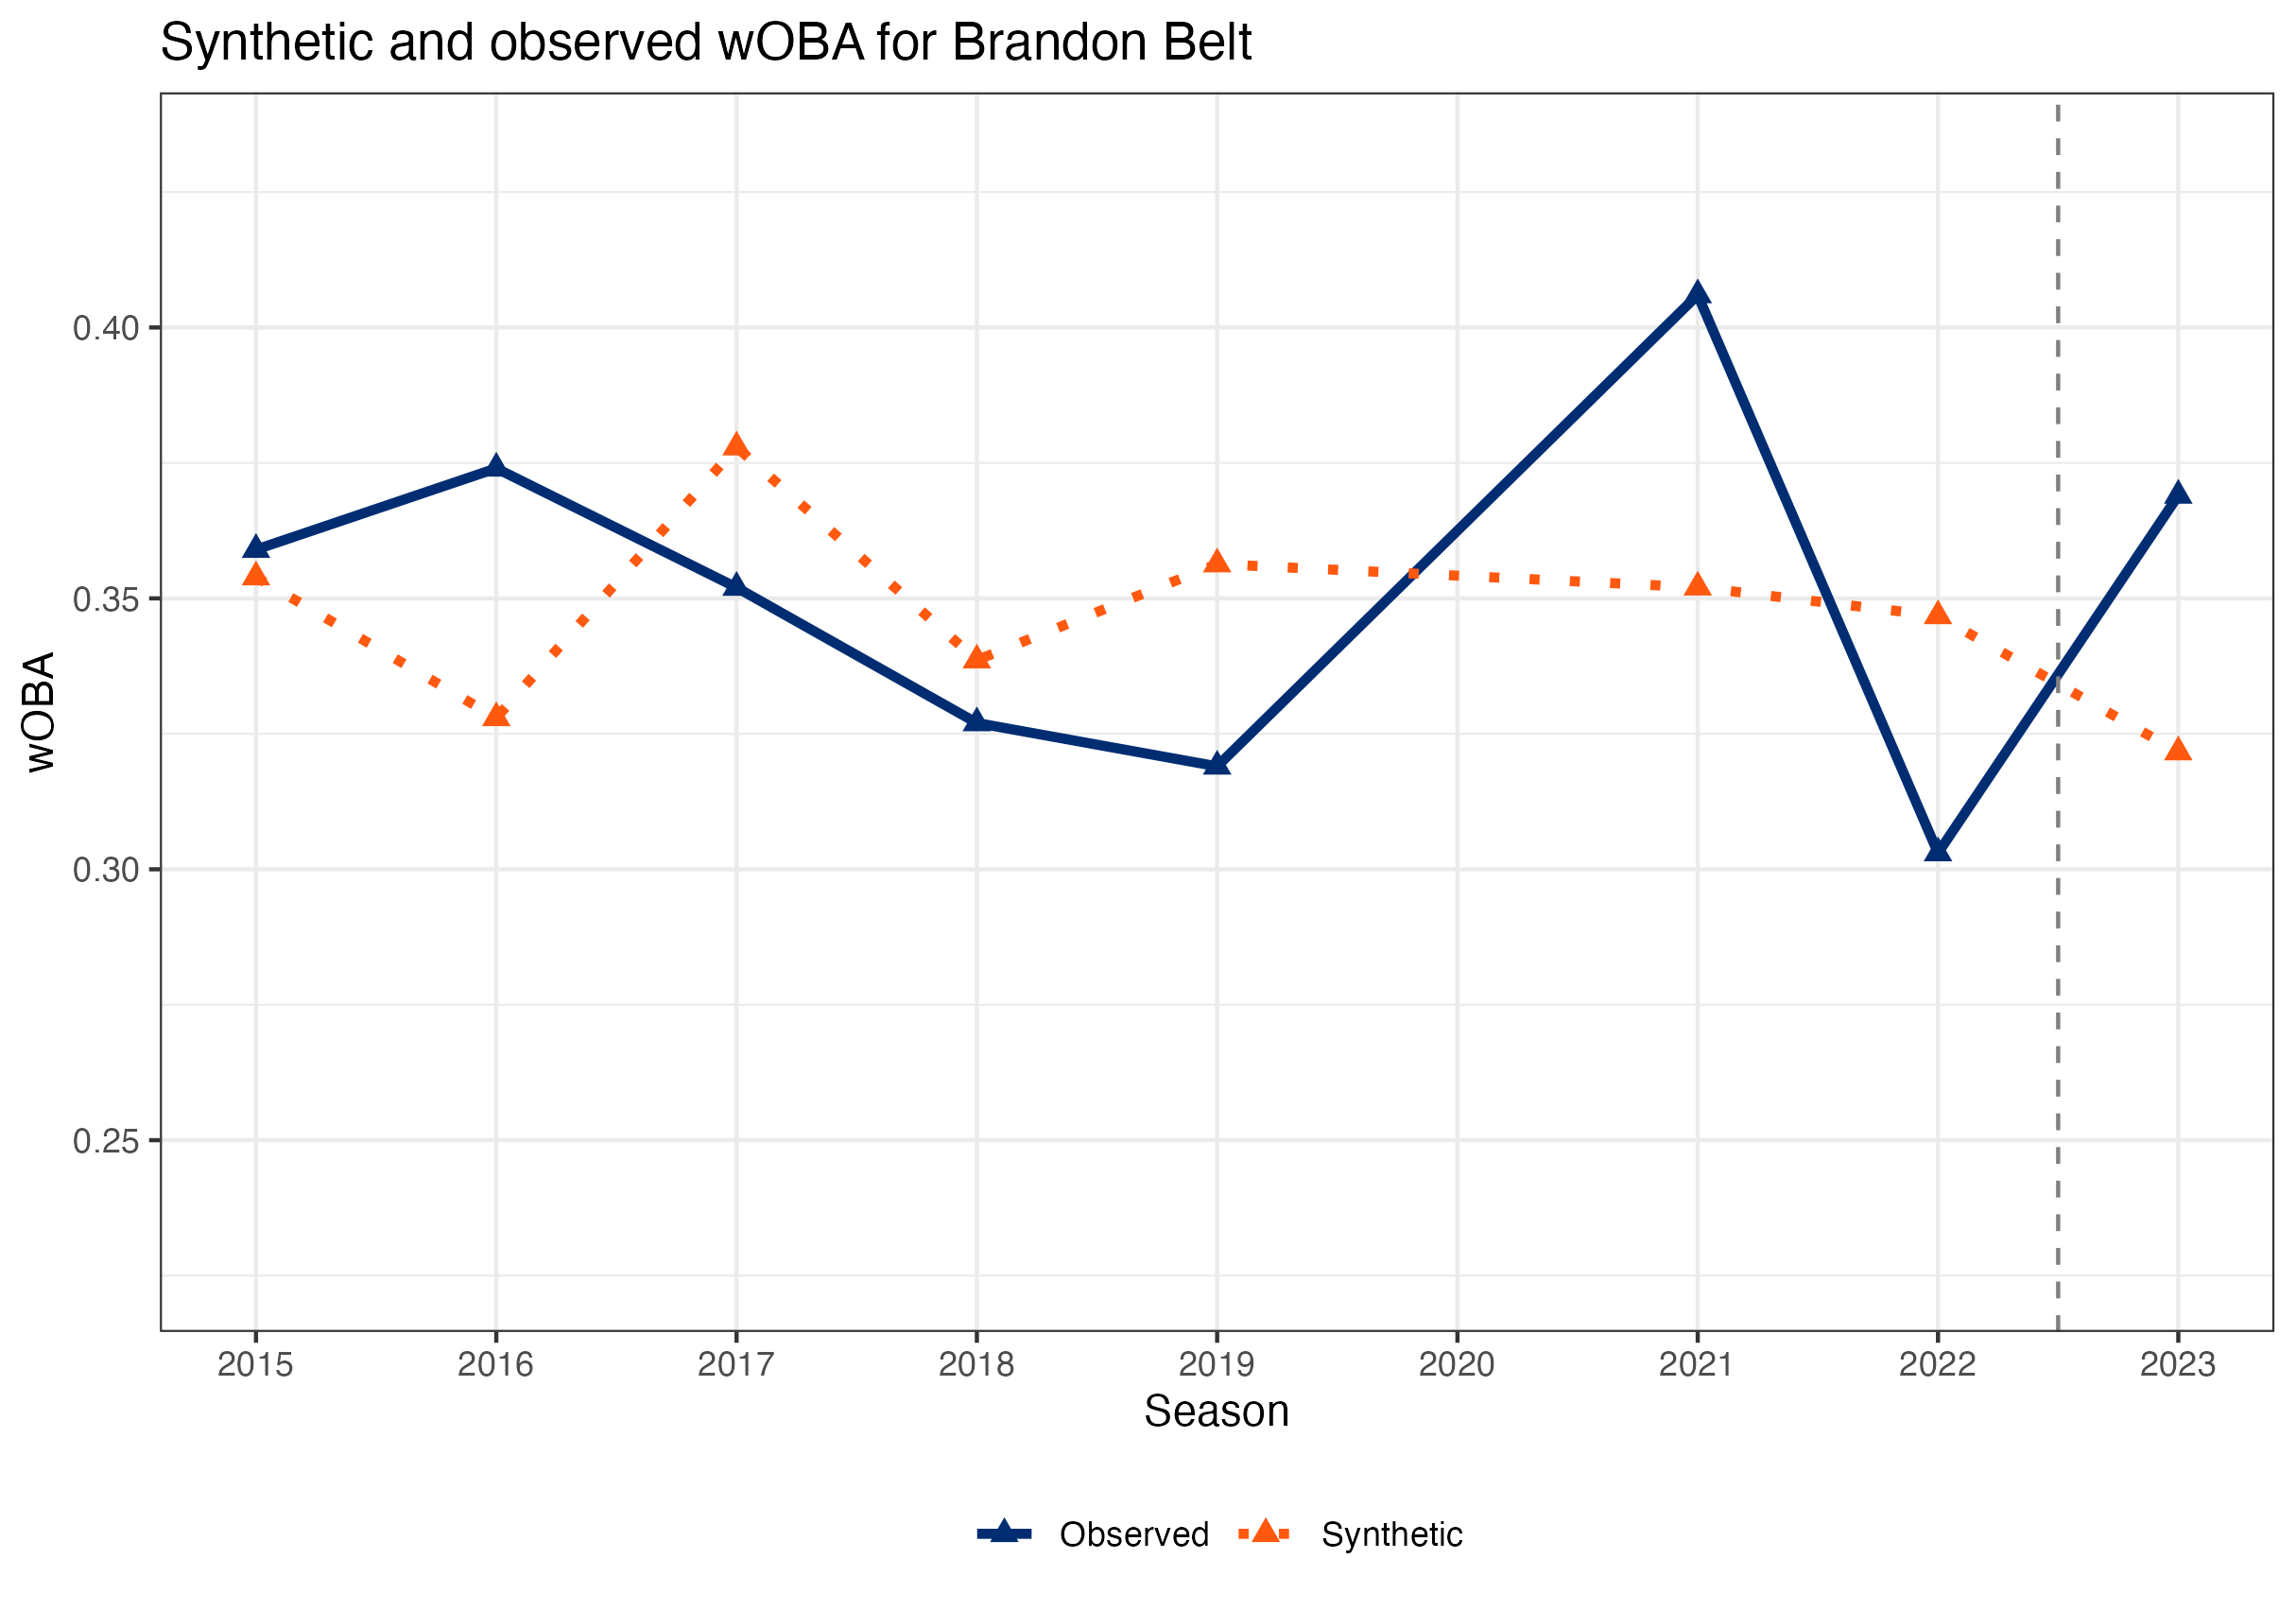 Synthetic and observed wOBA for Brandon Belt
wOBA
0.40
0.35
0.30
0.25
2015 2016 2017 2018 2019 2020 2021 2022 2023
Season
Observed Synthetic